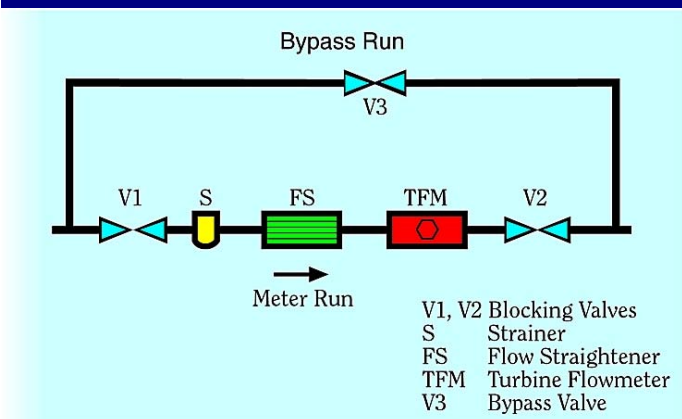 Bypass Run
V3
V1 S FS TFM V2
Meter Run
V1, V2 Blocking Valves
S Strainer
FS Flow Straightener
TFM Turbine Flowmeter
V3 Bypass Valve